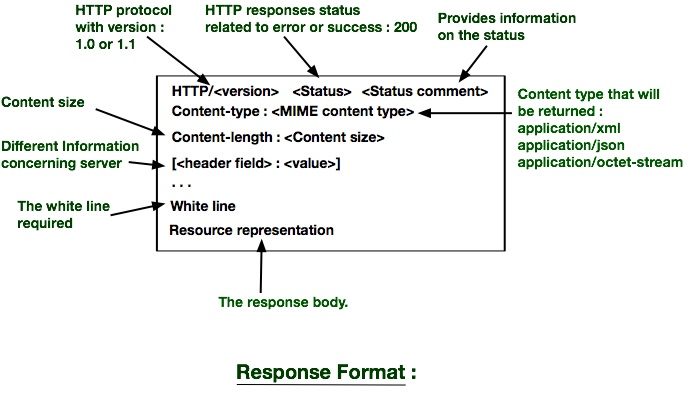 HTTP protocol
with version :
1.0 or 1.1
HTTP responses status
related to error or success : 200
Provides information
on the status
HTTP/<version> <Status> <Status comment>
Content-type : <MIME content type>
Content-length : <Content size>
[<header field> : <value>]
. . .
White line
Resource representation
Content size
Different Information
concerning server
The white line
required
Content type that will
be returned :
application/xml
application/json
application/octet-stream
The response body.
Response Format :